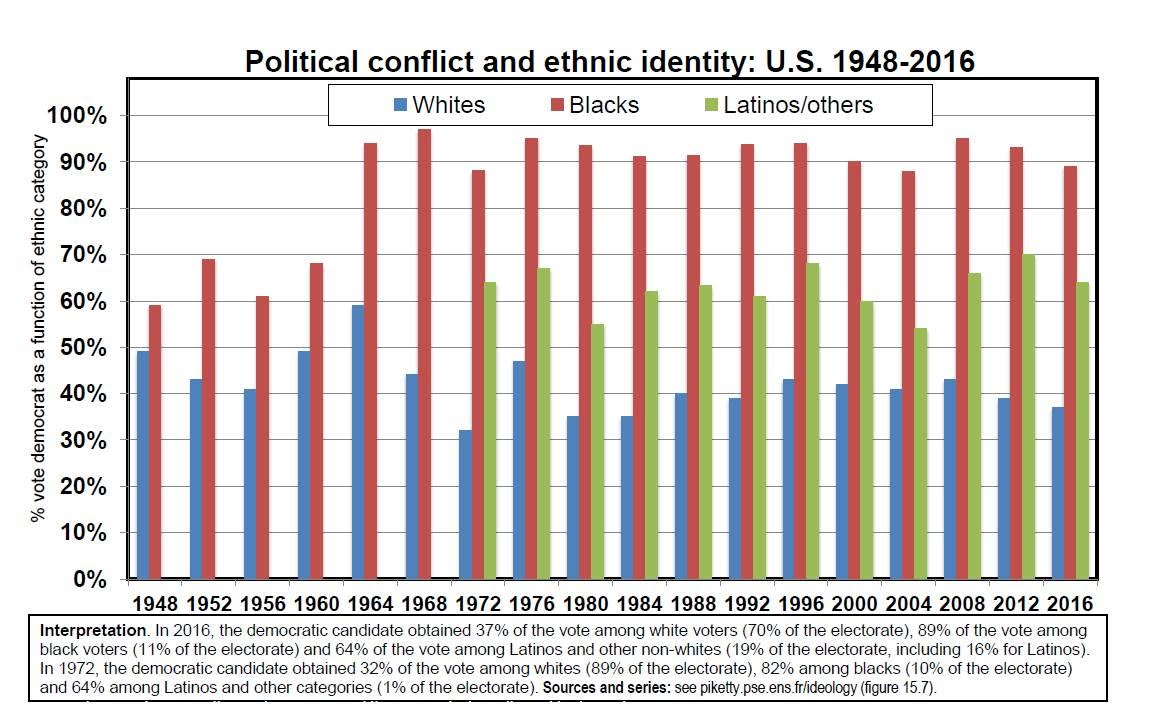 Political conflict and ethnic identity: U.S. 1948-2016
Whites Blacks Latinos/others
% vote democrat as a function of ethnic category
100%
90%
80%
70%
60%
50%
40%
30%
20%
10%
0%
1948 1952 1956 1960 1964 1968 1972 1976 1980 1984 1988 1992 1996 2000 2004 2008 2012 2016
Interpretation. In 2016, the democratic candidate obtained 37% of the vote among white voters (70% of the electorate), 89% of the vote among
black voters (11% of the electorate) and 64% of the vote among Latinos and other non-whites (19% of the electorate, including 16% for Latinos).
In 1972, the democratic candidate obtained 32% of the vote among whites (89% of the electorate), 82% among blacks (10% of the electorate)
and 64% among Latinos and other categories (1% of the electorate). Sources and series: see piketty.pse.ens.fr/ideology (figure 15.7).